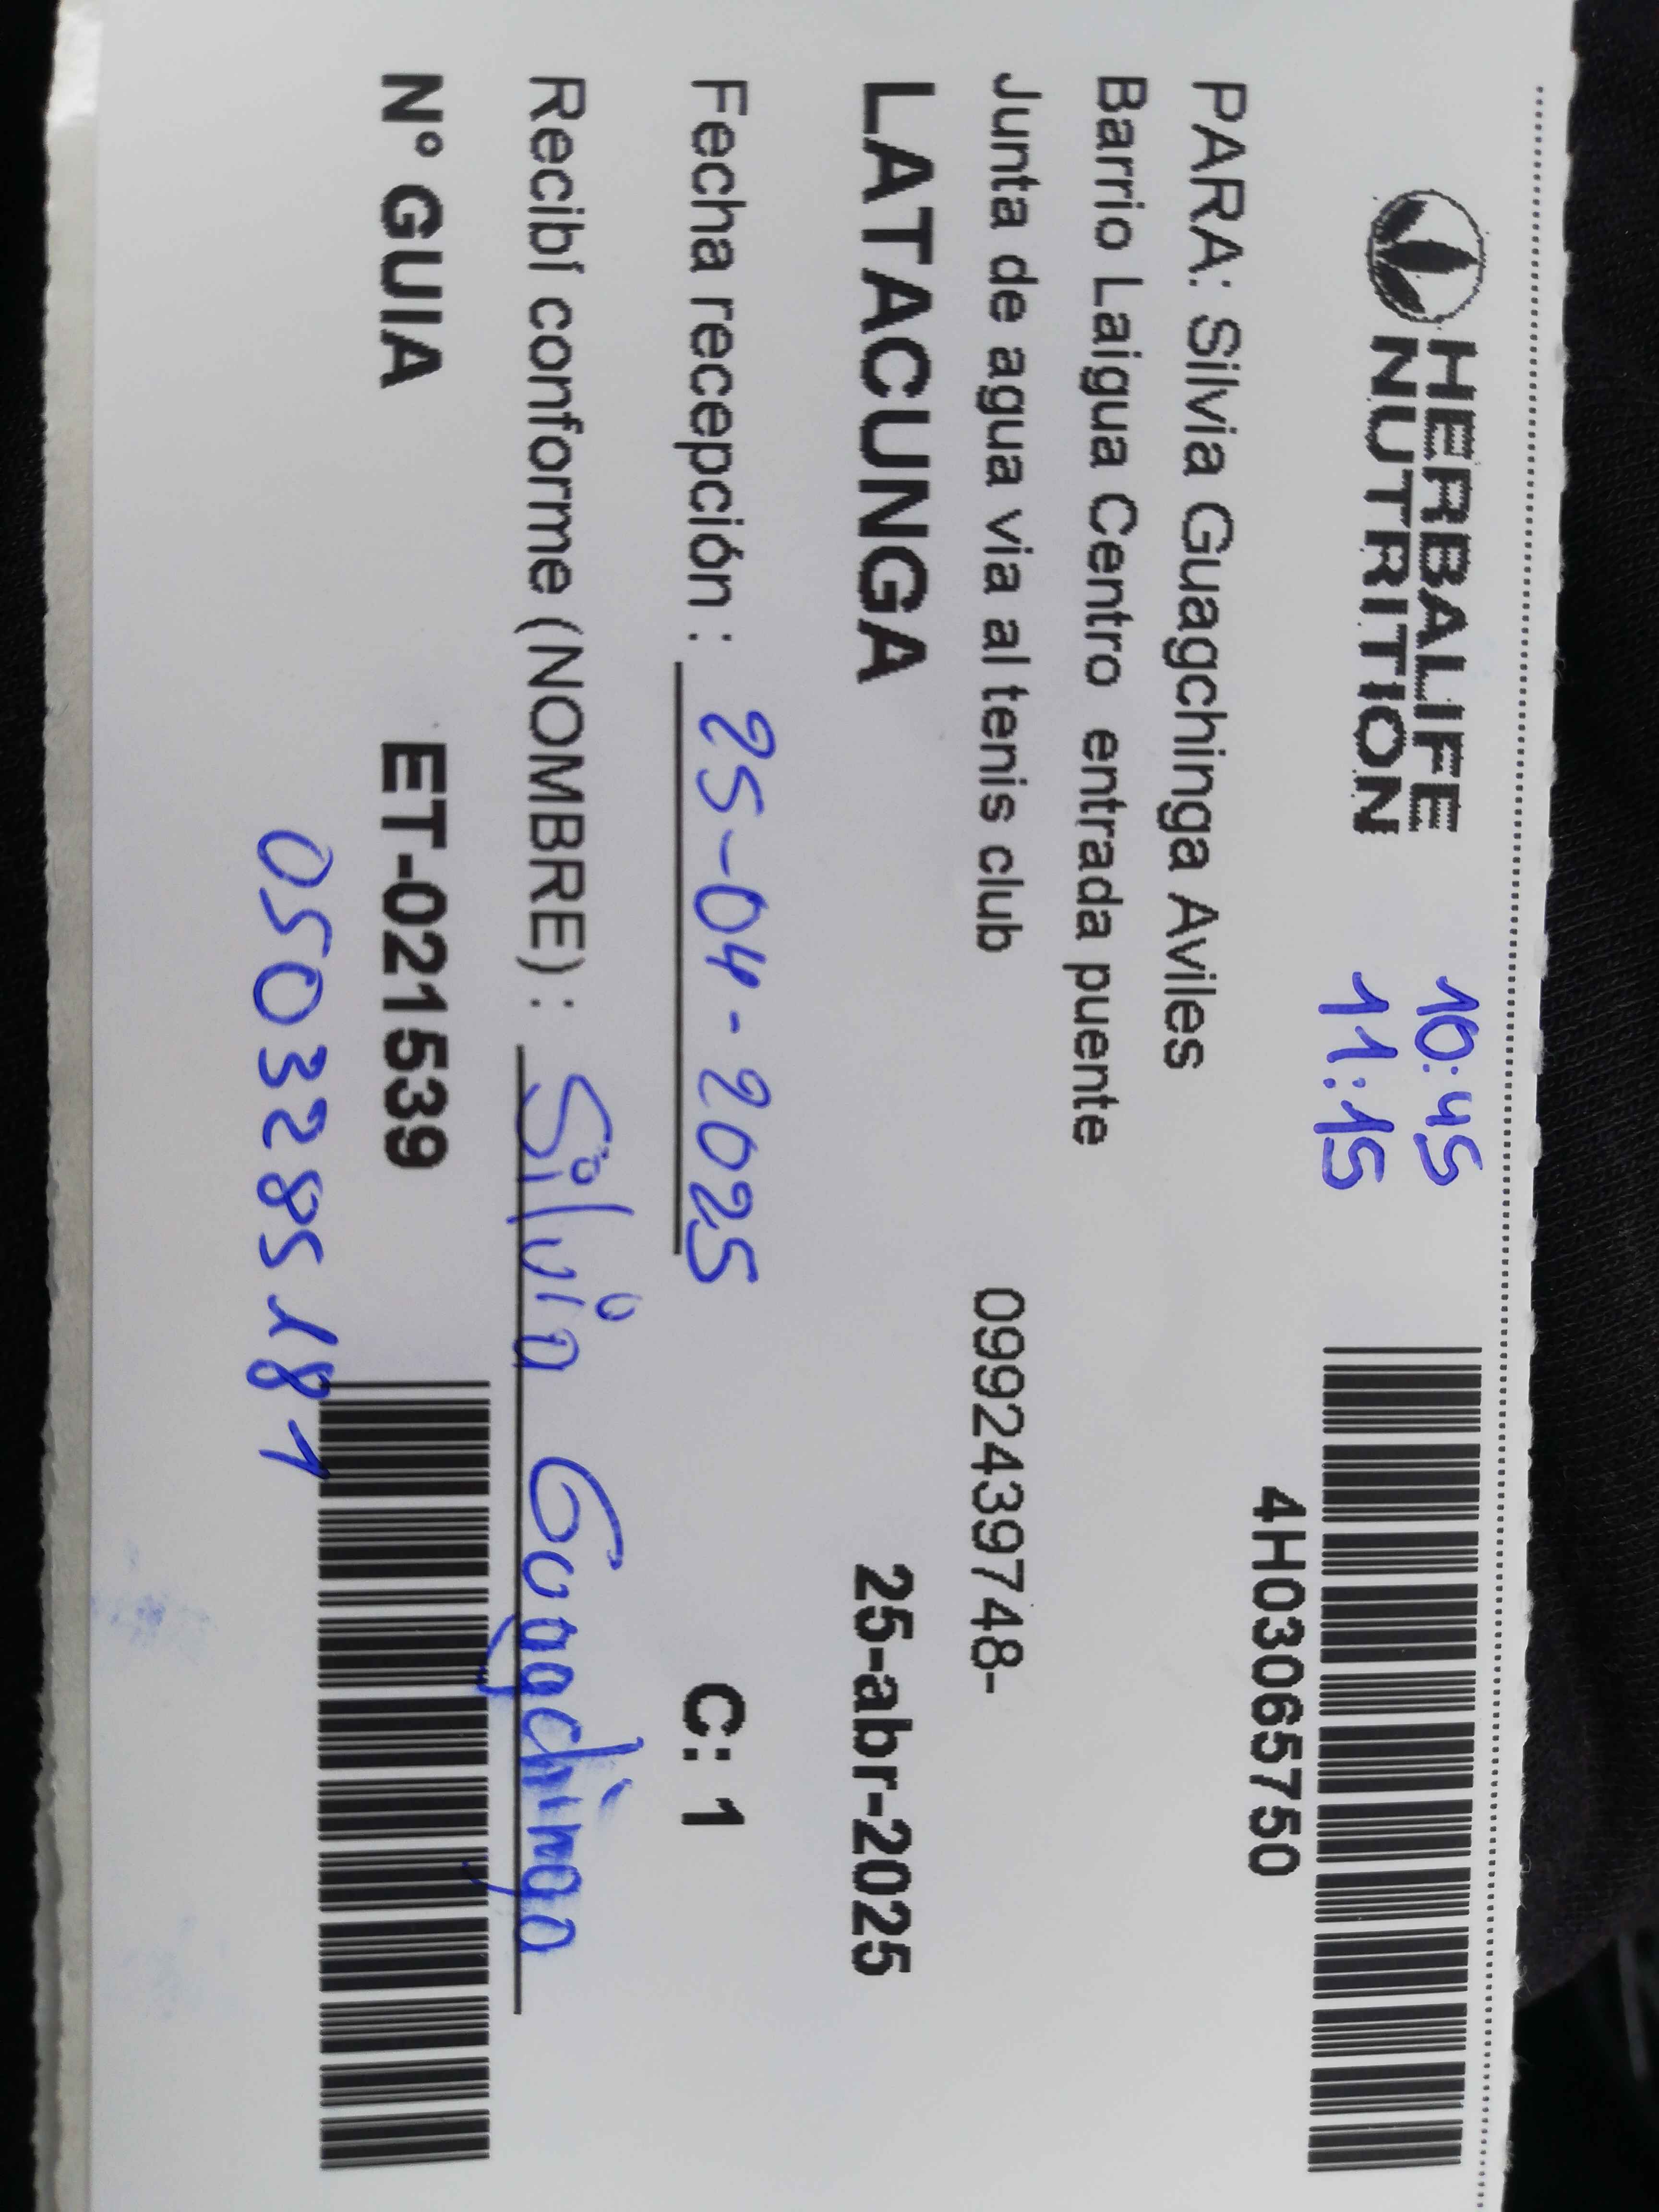 HERBALIFE
NUTRITION
10:45
11:15
4H03065750
PARA: Silvia Guagchinga Aviles
Barrio Laigua Centro entrada puente
Junta de agua via al tenis club
0992439748-
LATACUNGA
25-abr-2025
Fecha recepción : 25-04-2025
C: 1
Recibí conforme (NOMBRE) : Silvia Guagchinga
N° GUIA
ET-021539
0503285181